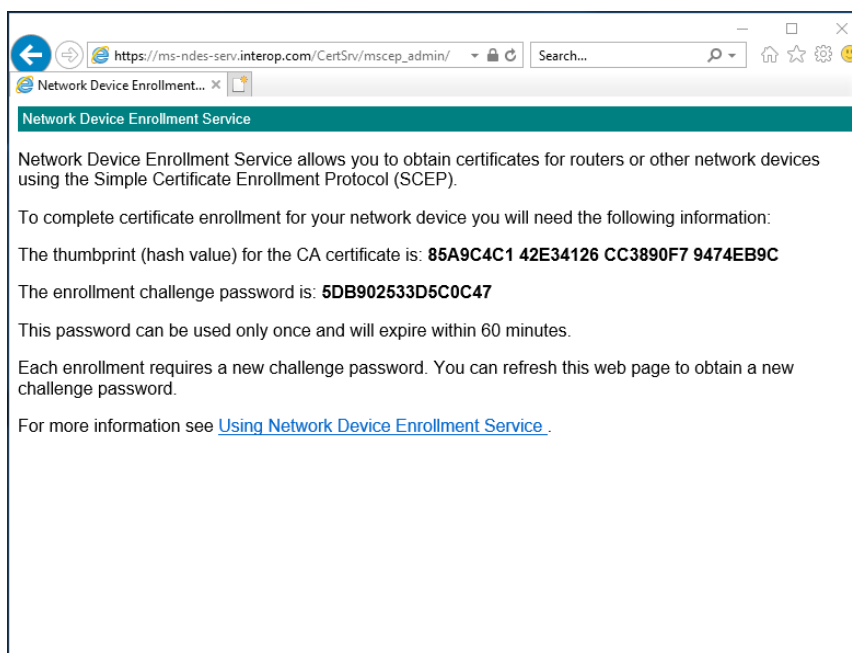 https://ms-ndes-serv.interop.com/CertSrv/mscep_admin/
Search...
Network Device Enrollment...
Network Device Enrollment Service
Network Device Enrollment Service allows you to obtain certificates for routers or other network devices
using the Simple Certificate Enrollment Protocol (SCEP).
To complete certificate enrollment for your network device you will need the following information:
The thumbprint (hash value) for the CA certificate is: 85A9C4C1 42E34126 CC3890F7 9474EB9C
The enrollment challenge password is: 5DB902533D5C0C47
This password can be used only once and will expire within 60 minutes.
Each enrollment requires a new challenge password. You can refresh this web page to obtain a new
challenge password.
For more information see Using Network Device Enrollment Service .